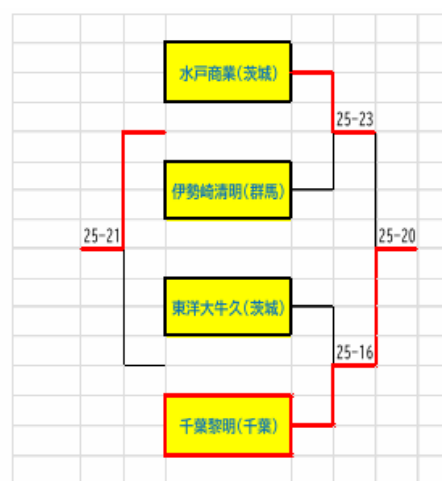 水戸商業(茨城)
25-23
伊勢崎清明(群馬)
25-21
25-20
東洋大牛久(茨城)
25-16
千葉黎明(千葉)